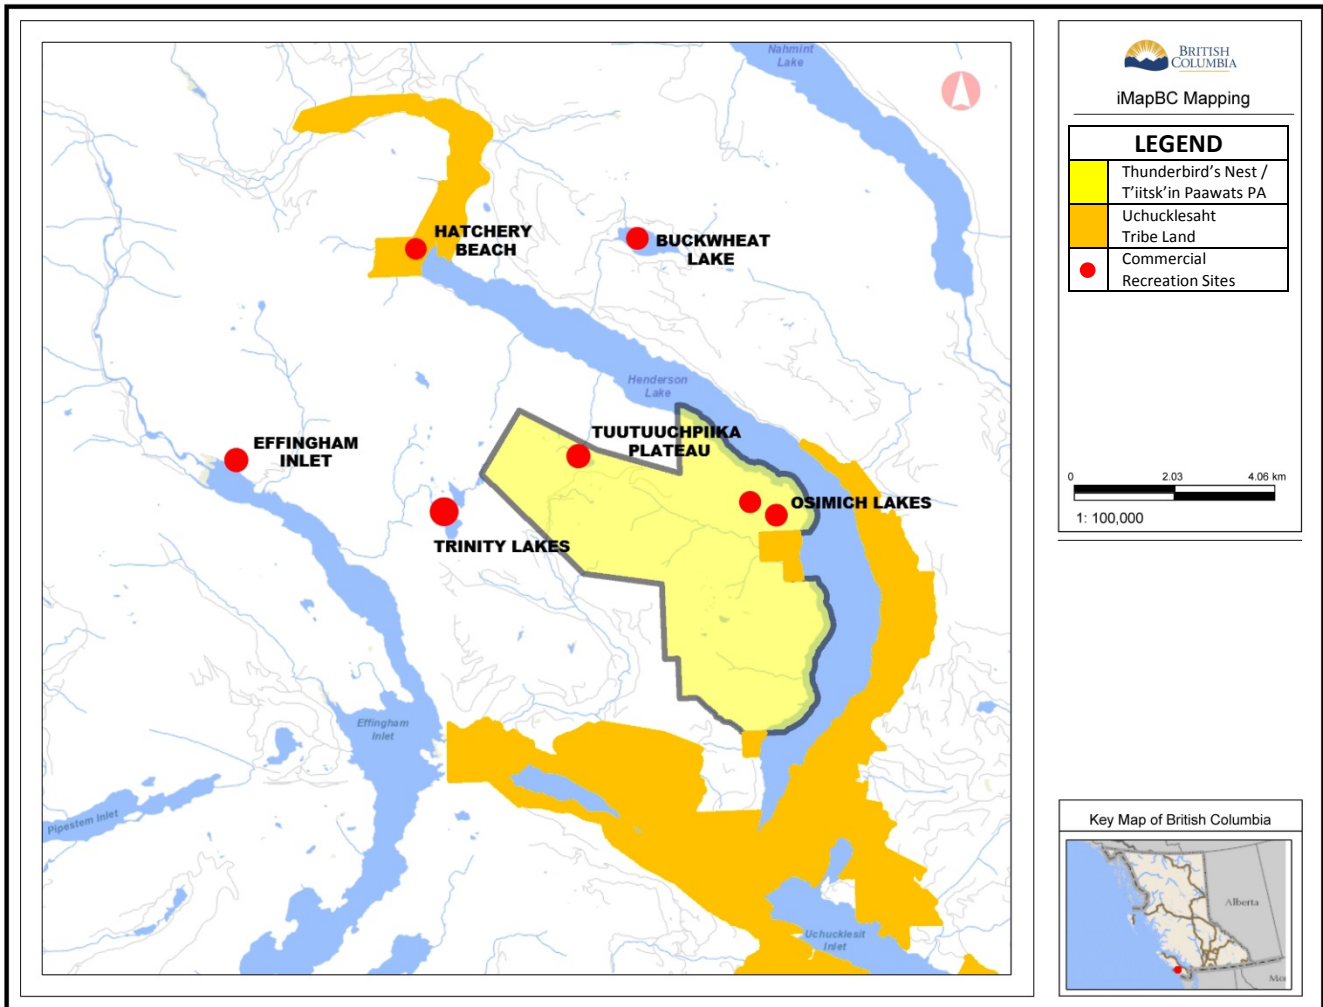 Nahmint
Lake
HATCHERY
BEACH
BUCKWHEAT
LAKE
Henderson
Lake
EFFINGHAM
INLET
TUUTUUCHPIIKA
PLATEAU
OSIMICH LAKES
TRINITY LAKES
Effingham
Inlet
Pipestem Inlet
Uchucklesit
Inlet
BRITISH
COLUMBIA
iMapBC Mapping
LEGEND
Thunderbird's Nest /
T'iitsk'in Paawats PA
Uchucklesaht
Tribe Land
Commercial
Recreation Sites
0 2.03 4.06 km
1: 100,000
Key Map of British Columbia
Alberta